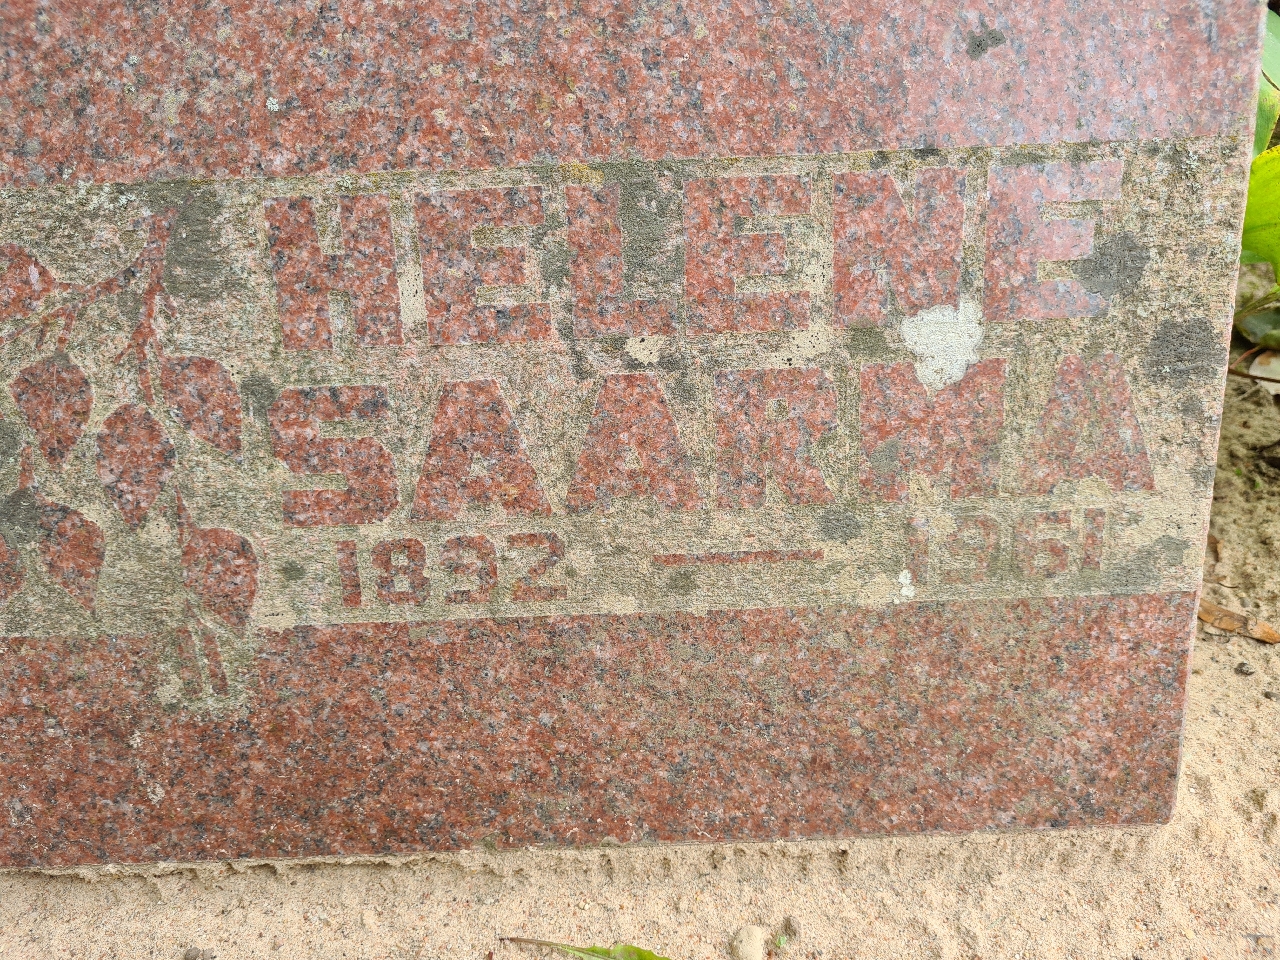 HELENE
SAARMA
1892 — 1961